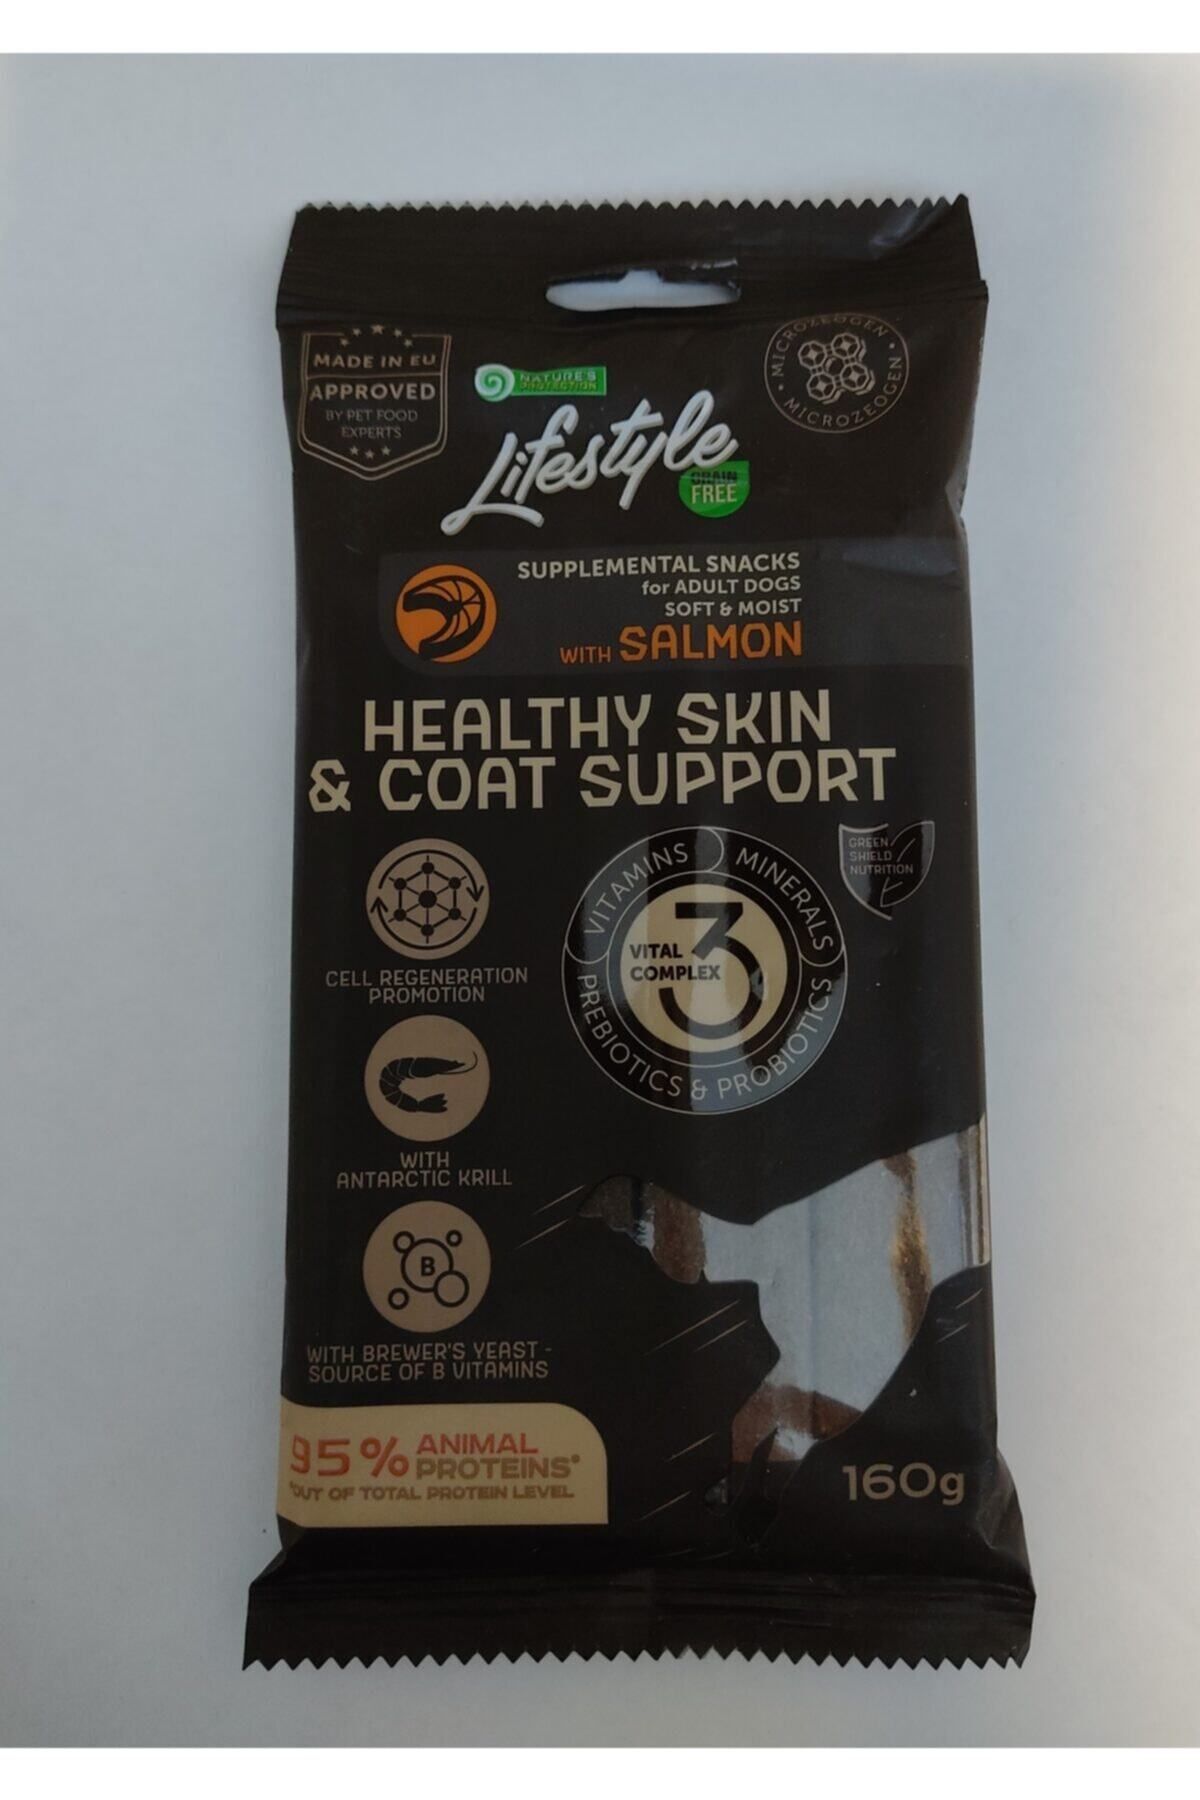 MADE IN EU
APPROVED
BY PET FOOD
EXPERTS
NATURE'S
PROTECTION
Lifestyle
GRAIN
FREE
MICROZEOGEN • MICROZEOGEN •
SUPPLEMENTAL SNACKS
for ADULT DOGS
SOFT & MOIST
WITH SALMON
HEALTHY SKIN
& COAT SUPPORT
CELL REGENERATION
PROMOTION
WITH
ANTARCTIC KRILL
B
WITH BREWER'S YEAST -
SOURCE OF B VITAMINS
VITAMINS
MINERALS
PREBIOTICS & PROBIOTICS
VITAL
COMPLEX
3
GREEN
SHIELD
NUTRITION
95% ANIMAL
PROTEINS*
*OUT OF TOTAL PROTEIN LEVEL
160g